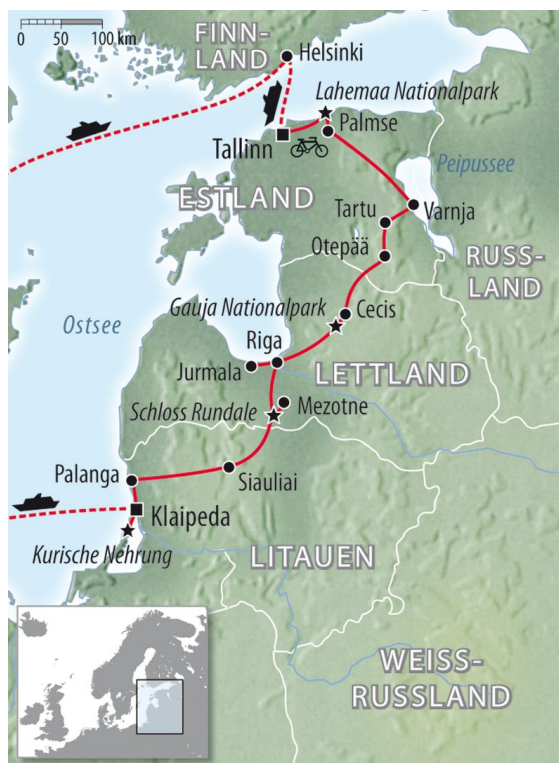 0
50
100 km
FINN-
LAND
Helsinki
Lahemaa Nationalpark
Palmse
Tallinn
Peipussee
ESTLAND
Tartu
Varnja
Otepää
RUSS-
LAND
Gauja Nationalpark
Cecis
Ostsee
Riga
Jurmala
LETTLAND
Schloss Rundale
Mezotne
Palanga
Siauliai
Klaipeda
Kurische Nehrung
LITAUEN
WEISS-
RUSSLAND